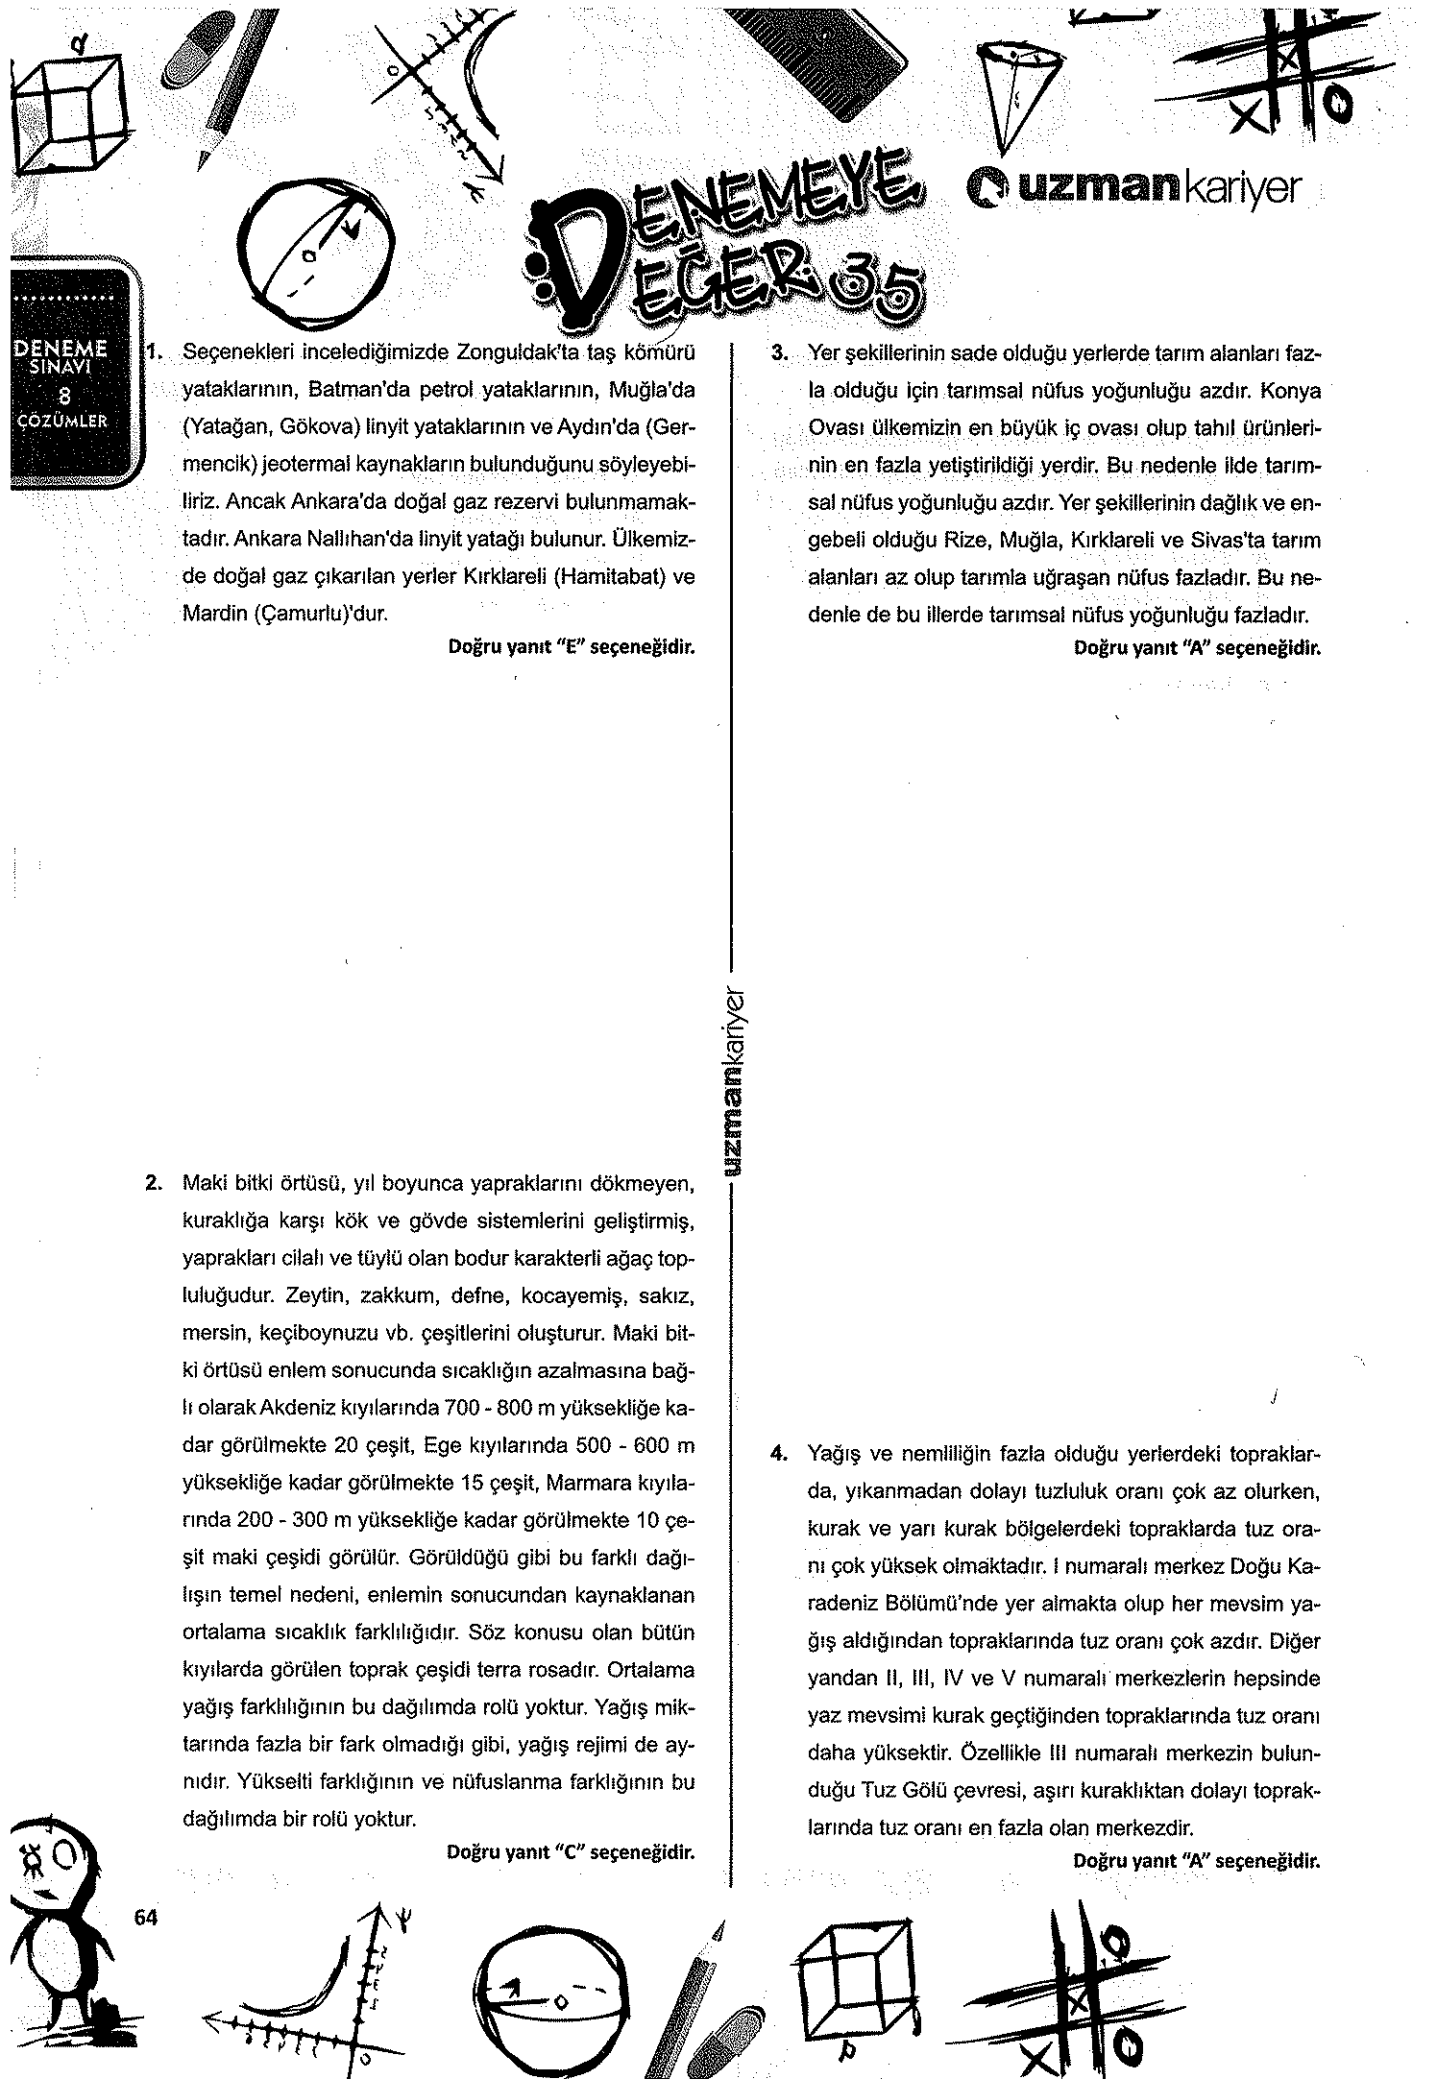 DENEMEYE
DEĞER 35
uzmankariyer
DENEME
SINAVI
8
ÇÖZÜMLER
1. Seçenekleri incelediğimizde Zonguldak'ta taş kömürü
yataklarının, Batman'da petrol yataklarının, Muğla'da
(Yatağan, Gökova) linyit yataklarının ve Aydın'da (Ger-
mencik) jeotermal kaynakların bulunduğunu söyleyebi-
liriz. Ancak Ankara'da doğal gaz rezervi bulunmamak-
tadır. Ankara Nallıhan'da linyit yatağı bulunur. Ülkemiz-
de doğal gaz çıkarılan yerler Kırklareli (Hamitabat) ve
Mardin (Çamurlu)'dur.
Doğru yanıt "E" seçeneğidir.
2. Maki bitki örtüsü, yıl boyunca yapraklarını dökmeyen,
kuraklığa karşı kök ve gövde sistemlerini geliştirmiş,
yaprakları cilalı ve tüylü olan bodur karakterli ağaç top-
luluğudur. Zeytin, zakkum, defne, kocayemiş, sakız,
mersin, keçiboynuzu vb. çeşitlerini oluşturur. Maki bit-
ki örtüsü enlem sonucunda sıcaklığın azalmasına bağ-
lı olarak Akdeniz kıyılarında 700 - 800 m yüksekliğe ka-
dar görülmekte 20 çeşit, Ege kıyılarında 500 - 600 m
yüksekliğe kadar görülmekte 15 çeşit, Marmara kıyıla-
rında 200 - 300 m yüksekliğe kadar görülmekte 10 çe-
şit maki çeşidi görülür. Görüldüğü gibi bu farklı dağı-
lışın temel nedeni, enlemin sonucundan kaynaklanan
ortalama sıcaklık farklılığıdır. Söz konusu olan bütün
kıyılarda görülen toprak çeşidi terra rosadır. Ortalama
yağış farklılığının bu dağılımda rolü yoktur. Yağış mik-
tarında fazla bir fark olmadığı gibi, yağış rejimi de ay-
nıdır. Yükselti farklığının ve nüfuslanma farklığının bu
dağılımda bir rolü yoktur.
Doğru yanıt "C" seçeneğidir.
uzmankariyer
3. Yer şekillerinin sade olduğu yerlerde tarım alanları faz-
la olduğu için tarımsal nüfus yoğunluğu azdır. Konya
Ovası ülkemizin en büyük iç ovası olup tahıl ürünleri-
nin en fazla yetiştirildiği yerdir. Bu nedenle ilde tarım-
sal nüfus yoğunluğu azdır. Yer şekillerinin dağlık ve en-
gebeli olduğu Rize, Muğla, Kırklareli ve Sivas'ta tarım
alanları az olup tarımla uğraşan nüfus fazladır. Bu ne-
denle de bu illerde tarımsal nüfus yoğunluğu fazladır.
Doğru yanıt "A" seçeneğidir.
4. Yağış ve nemliliğin fazla olduğu yerlerdeki topraklar-
da, yıkanmadan dolayı tuzluluk oranı çok az olurken,
kurak ve yarı kurak bölgelerdeki topraklarda tuz ora-
nı çok yüksek olmaktadır. I numaralı merkez Doğu Ka-
radeniz Bölümü'nde yer almakta olup her mevsim ya-
ğış aldığından topraklarında tuz oranı çok azdır. Diğer
yandan II, III, IV ve V numaralı merkezlerin hepsinde
yaz mevsimi kurak geçtiğinden topraklarında tuz oranı
daha yüksektir. Özellikle III numaralı merkezin bulun-
duğu Tuz Gölü çevresi, aşırı kuraklıktan dolayı toprak-
larında tuz oranı en fazla olan merkezdir.
Doğru yanıt "A" seçeneğidir.
64